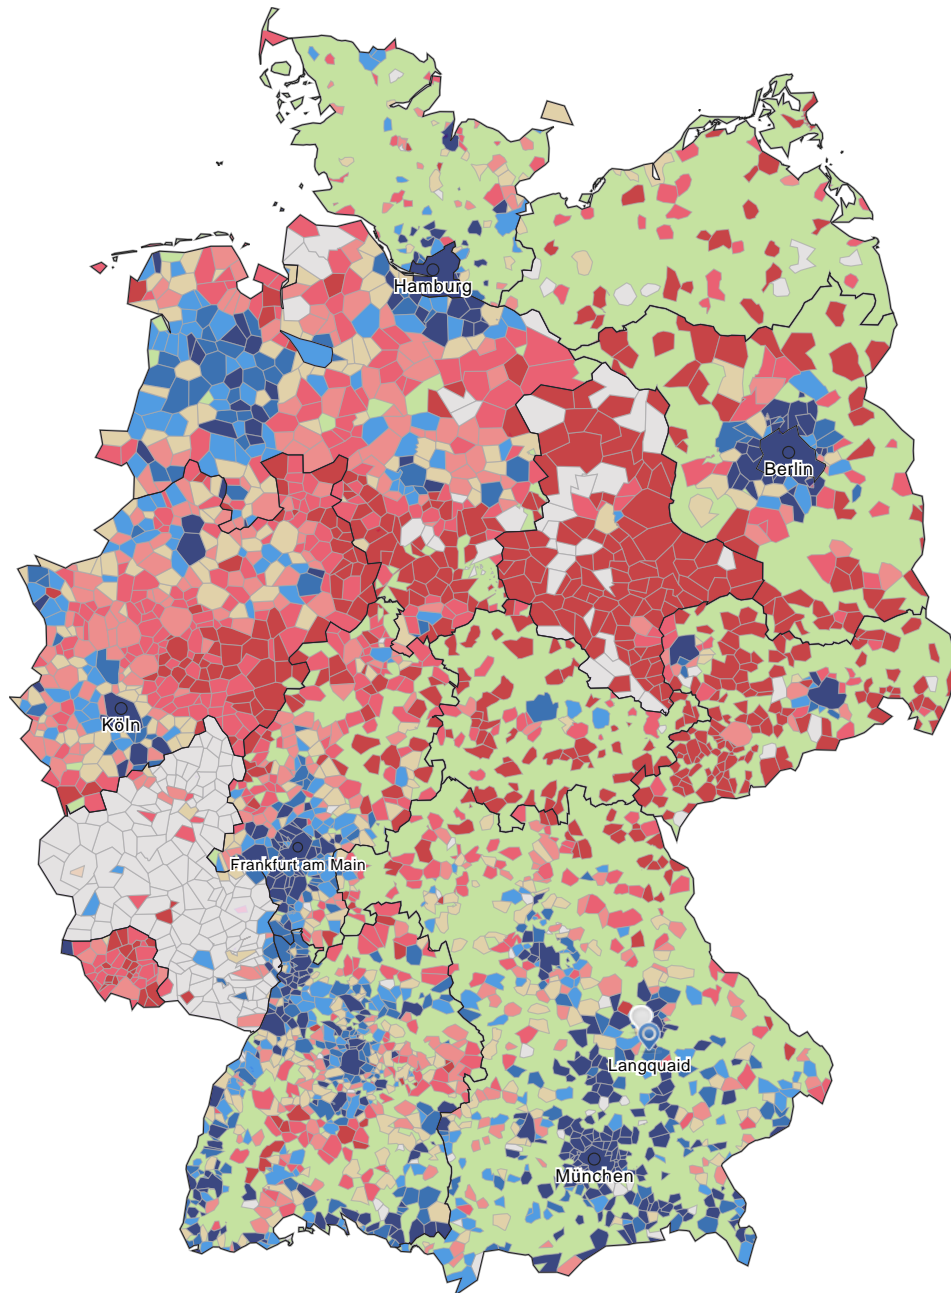 Hamburg
Berlin
Köln
Frankfurt am Main
Langquaid
München